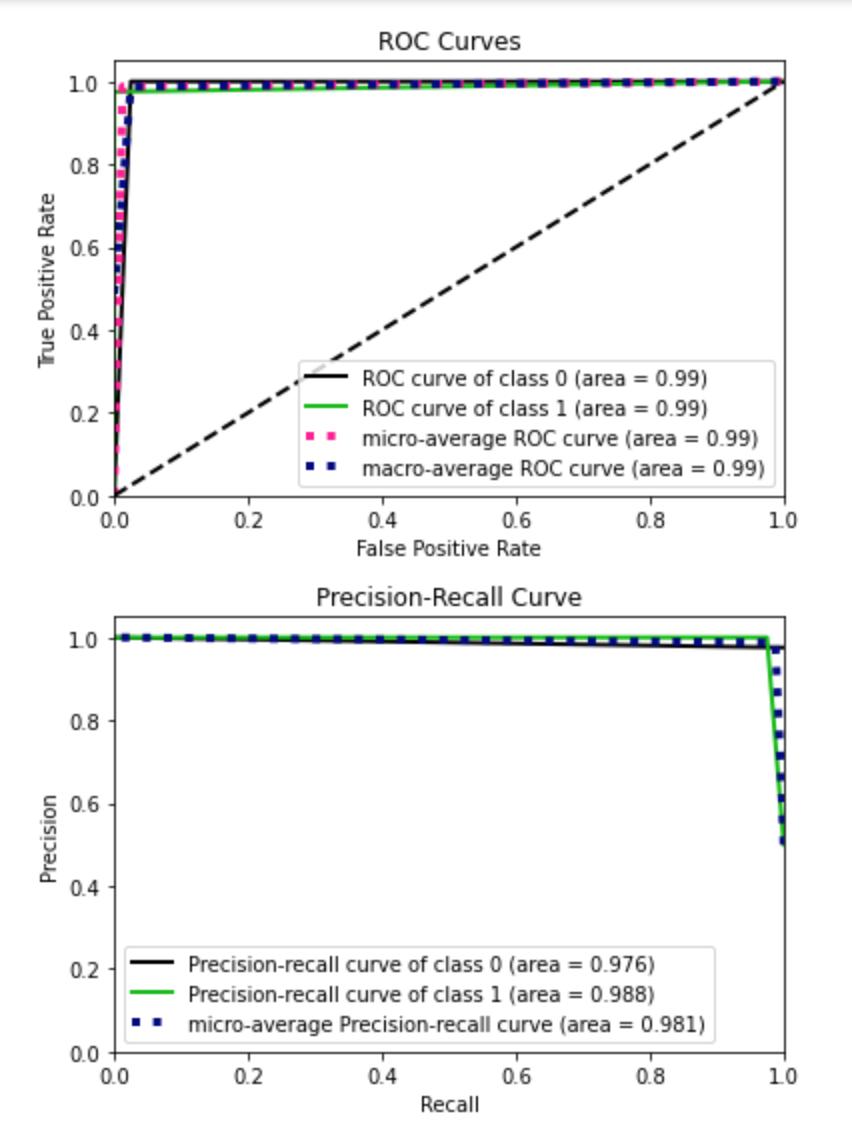 ROC Curves
1.0
0.8
0.6
0.4
0.2
0.0
True Positive Rate
ROC curve of class 0 (area = 0.99)
ROC curve of class 1 (area = 0.99)
micro-average ROC curve (area = 0.99)
macro-average ROC curve (area = 0.99)
0.0 0.2 0.4 0.6 0.8 1.0
False Positive Rate
Precision-Recall Curve
1.0
0.8
0.6
0.4
0.2
0.0
Precision
Precision-recall curve of class 0 (area = 0.976)
Precision-recall curve of class 1 (area = 0.988)
micro-average Precision-recall curve (area = 0.981)
0.0 0.2 0.4 0.6 0.8 1.0
Recall